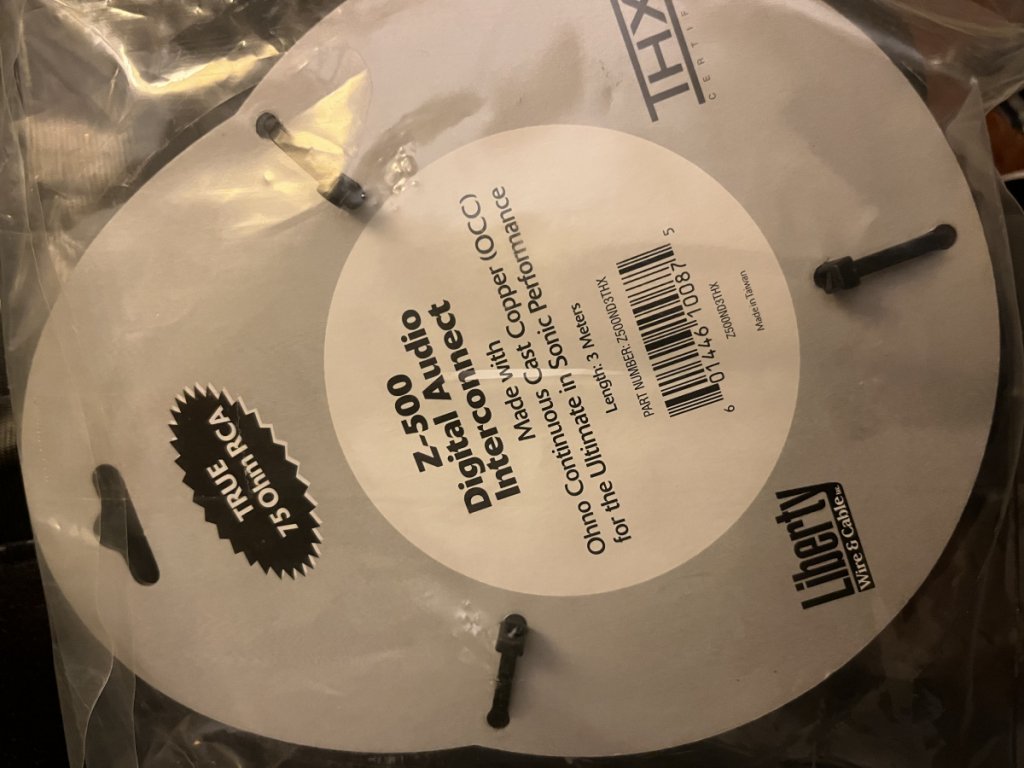 THX
CERTIF
TRUE
75 Ohm RCA
Z-500
Digital Audio
Interconnect
Made with
Ohno Continuous Cast Copper (OCC)
for the Ultimate in Sonic Performance
Length: 3 Meters
PART NUMBER: Z500ND3THX
6 01446 10087 5
Z500ND3THX
Made in Taiwan
Liberty
Wire & Cable